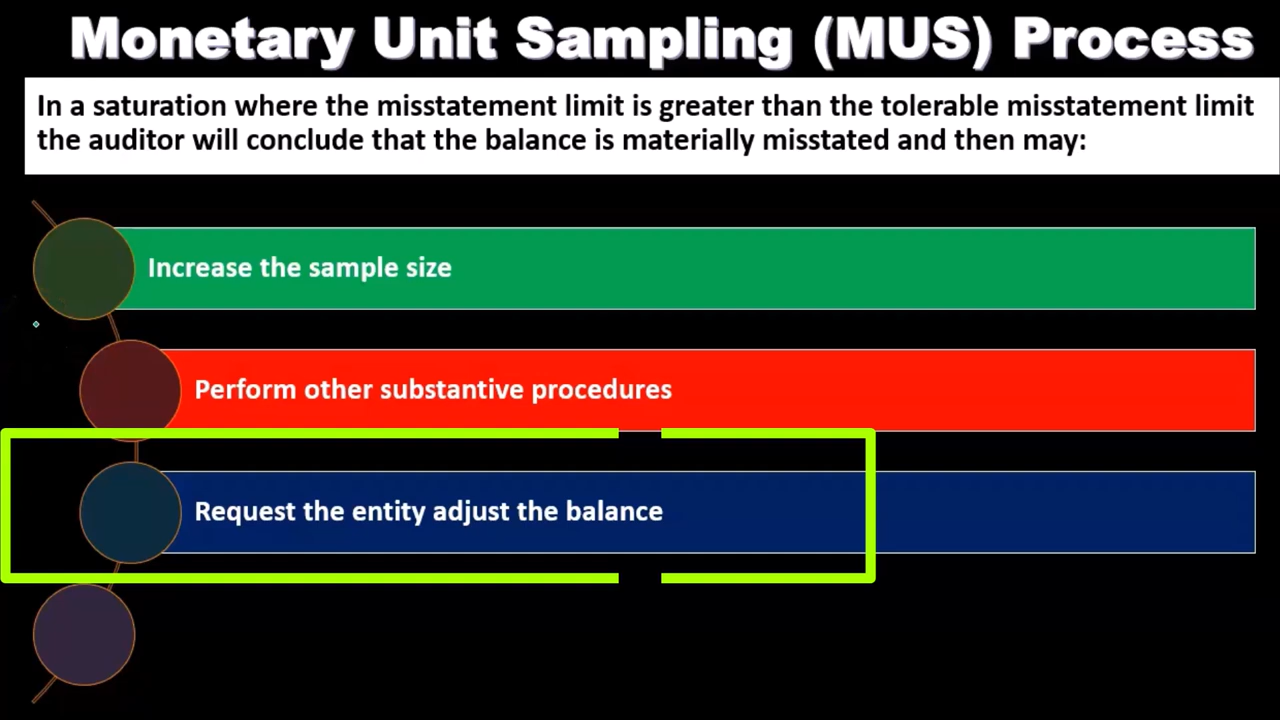 Monetary Unit Sampling (MUS) Process
In a saturation where the misstatement limit is greater than the tolerable misstatement limit
the auditor will conclude that the balance is materially misstated and then may:
Increase the sample size
Perform other substantive procedures
Request the entity adjust the balance